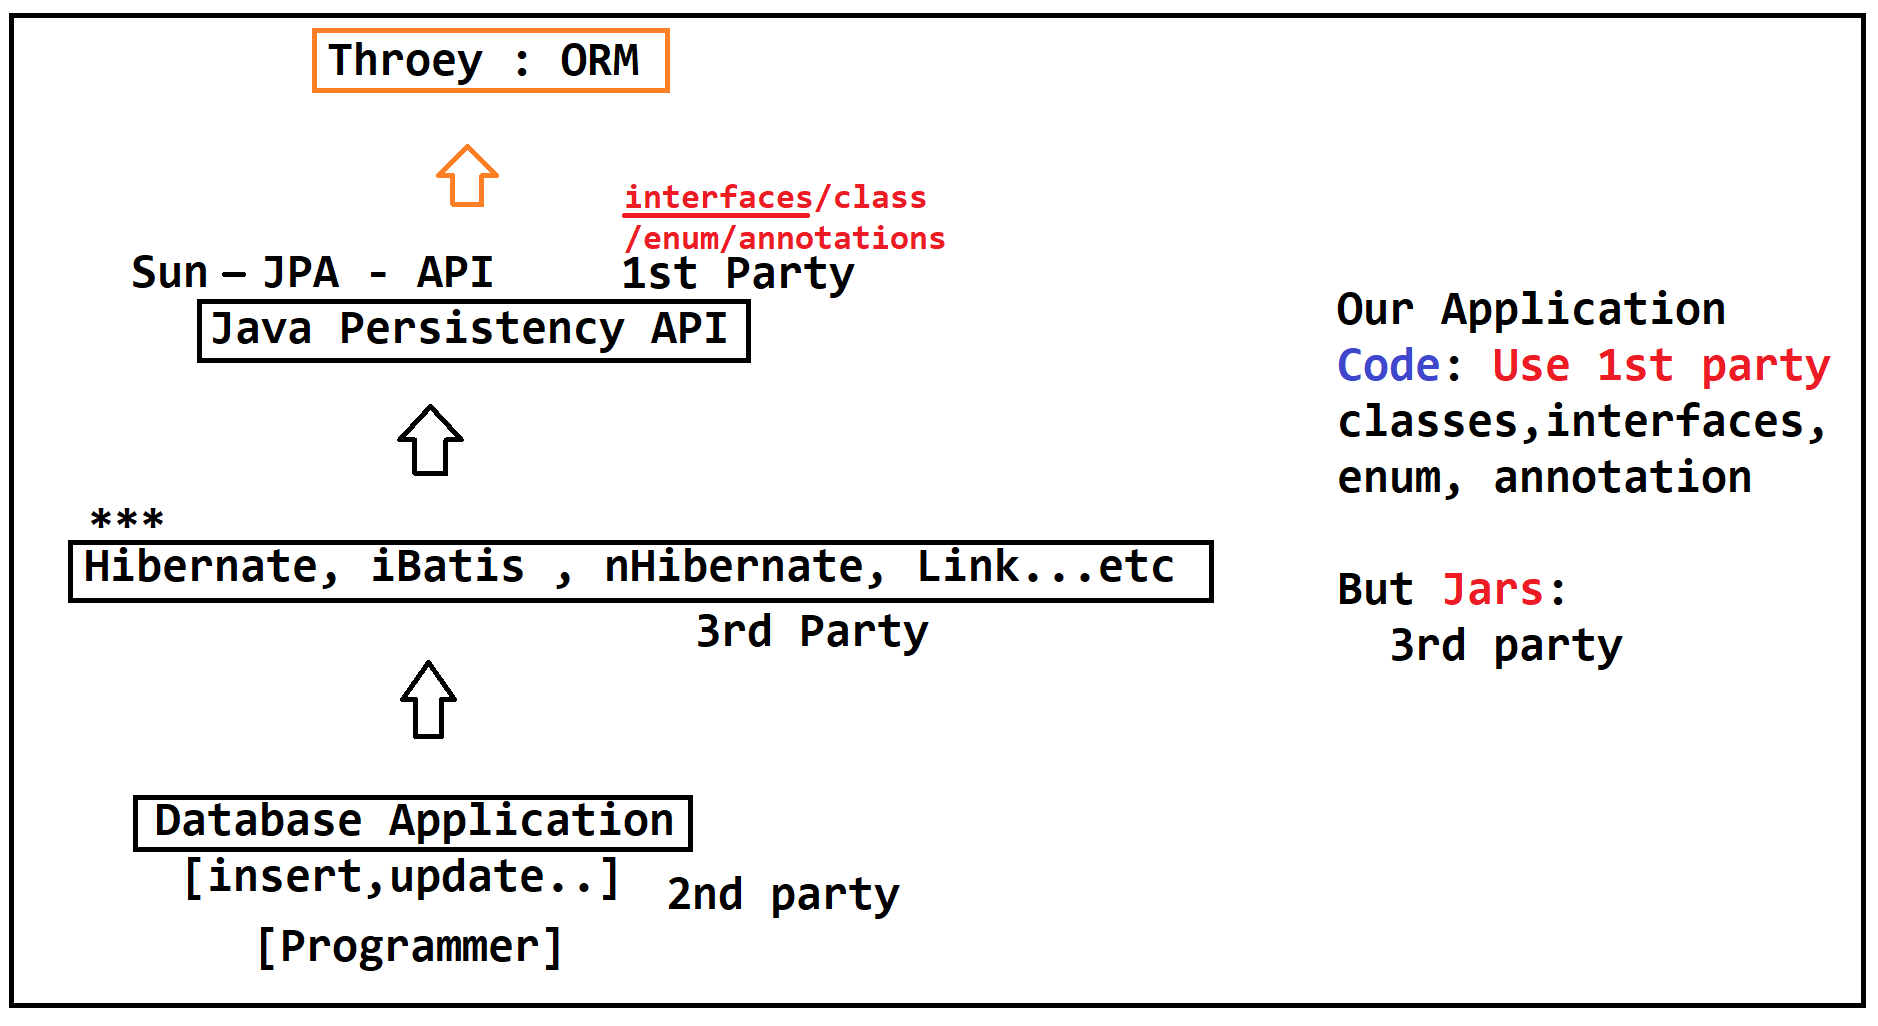 Throey : ORM
interfaces/class
/enum/annotations
Sun – JPA - API
1st Party
Java Persistency API
***
Hibernate, iBatis , nHibernate, Link...etc
3rd Party
Database Application
[insert,update..]
2nd party
[Programmer]
Our Application
Code: Use 1st party
classes,interfaces,
enum, annotation
But Jars:
3rd party